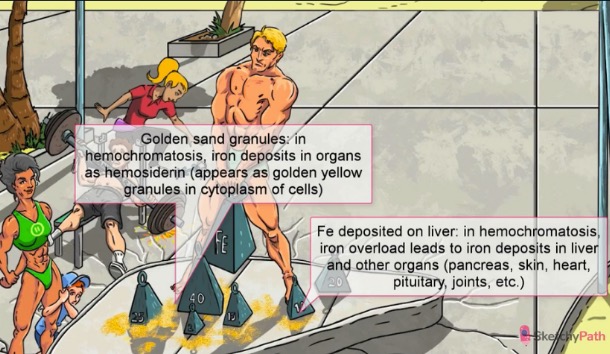 Golden sand granules: in
hemochromatosis, iron deposits in organs
as hemosiderin (appears as golden yellow
granules in cytoplasm of cells)
Fe
Fe deposited on liver: in hemochromatosis,
iron overload leads to iron deposits in liver
and other organs (pancreas, skin, heart,
pituitary, joints, etc.)
40
20
SketchyPath